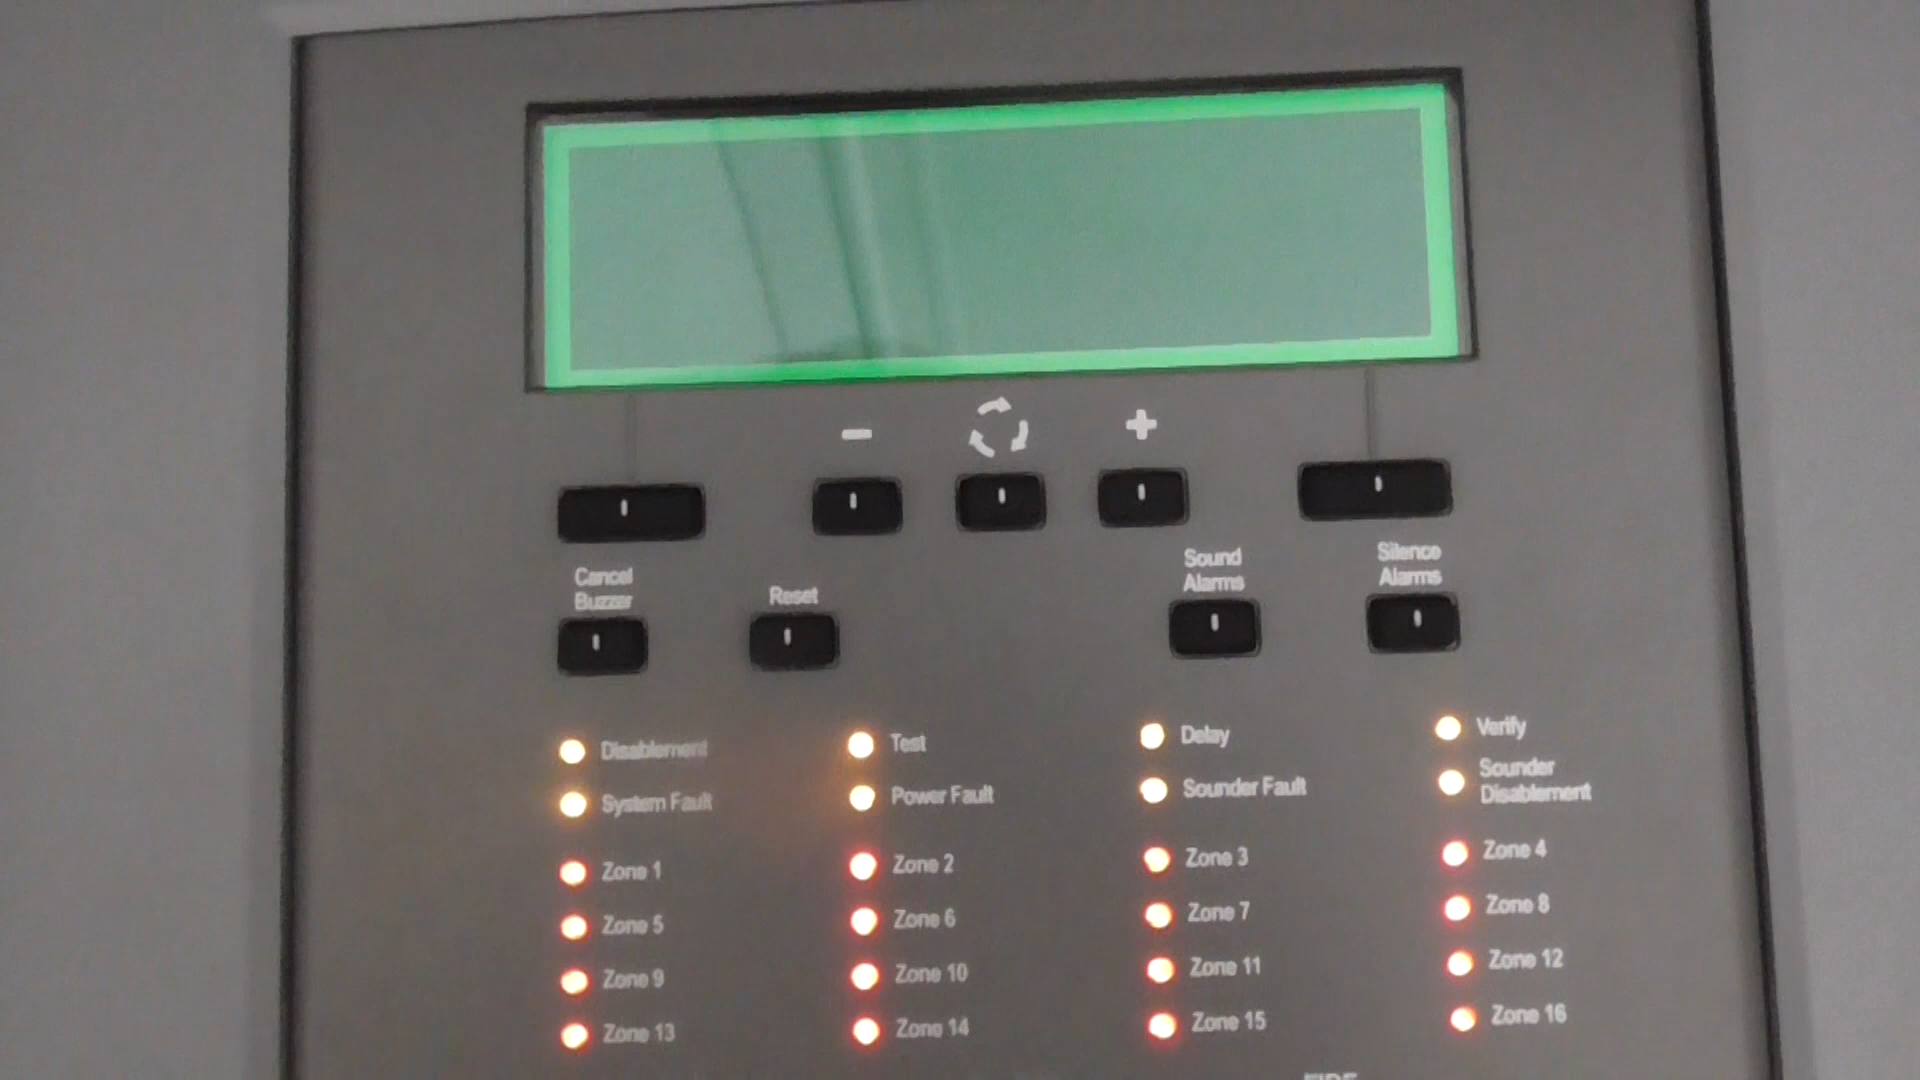 Cancel
Buzzer
Reset
Sound
Alarms
Silence
Alarms
Disablement
Test
Delay
Verify
System Fault
Power Fault
Sounder Fault
Sounder
Disablement
Zone 1
Zone 2
Zone 3
Zone 4
Zone 5
Zone 6
Zone 7
Zone 8
Zone 9
Zone 10
Zone 11
Zone 12
Zone 13
Zone 14
Zone 15
Zone 16
FIRE